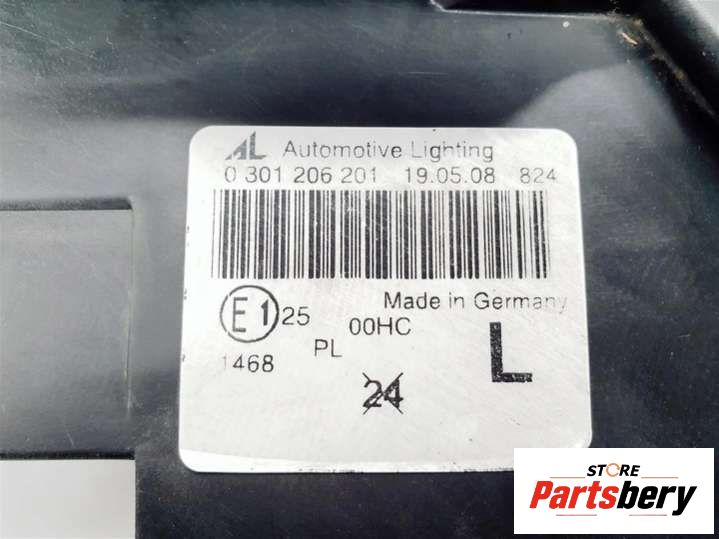 AL Automotive Lighting
0 301 206 201 19.05.08 824
Made in Germany
E1 25 00HC
PL
1468
L
24
STORE
Partsbery